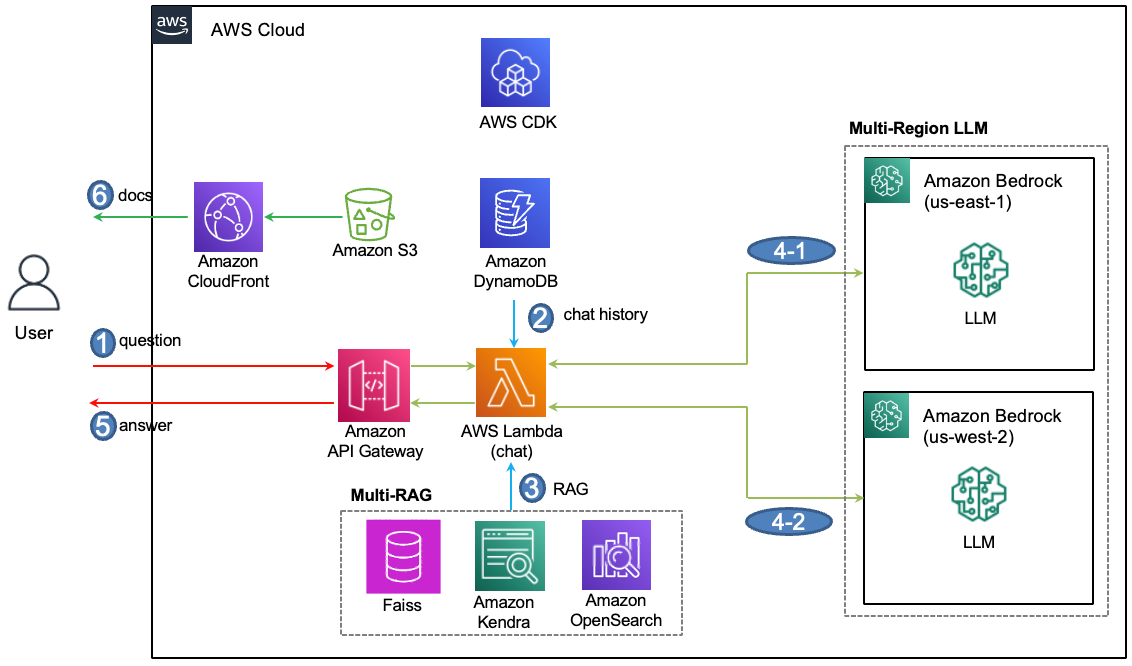 aws
AWS Cloud
AWS CDK
Multi-Region LLM
Amazon Bedrock
(us-east-1)
LLM
6
docs
Amazon
CloudFront
Amazon S3
Amazon
DynamoDB
4-1
2
chat history
User
1
question
5
answer
Amazon
API Gateway
AWS Lambda
(chat)
Amazon Bedrock
(us-west-2)
LLM
4-2
3
RAG
Multi-RAG
Faiss
Amazon
Kendra
Amazon
OpenSearch